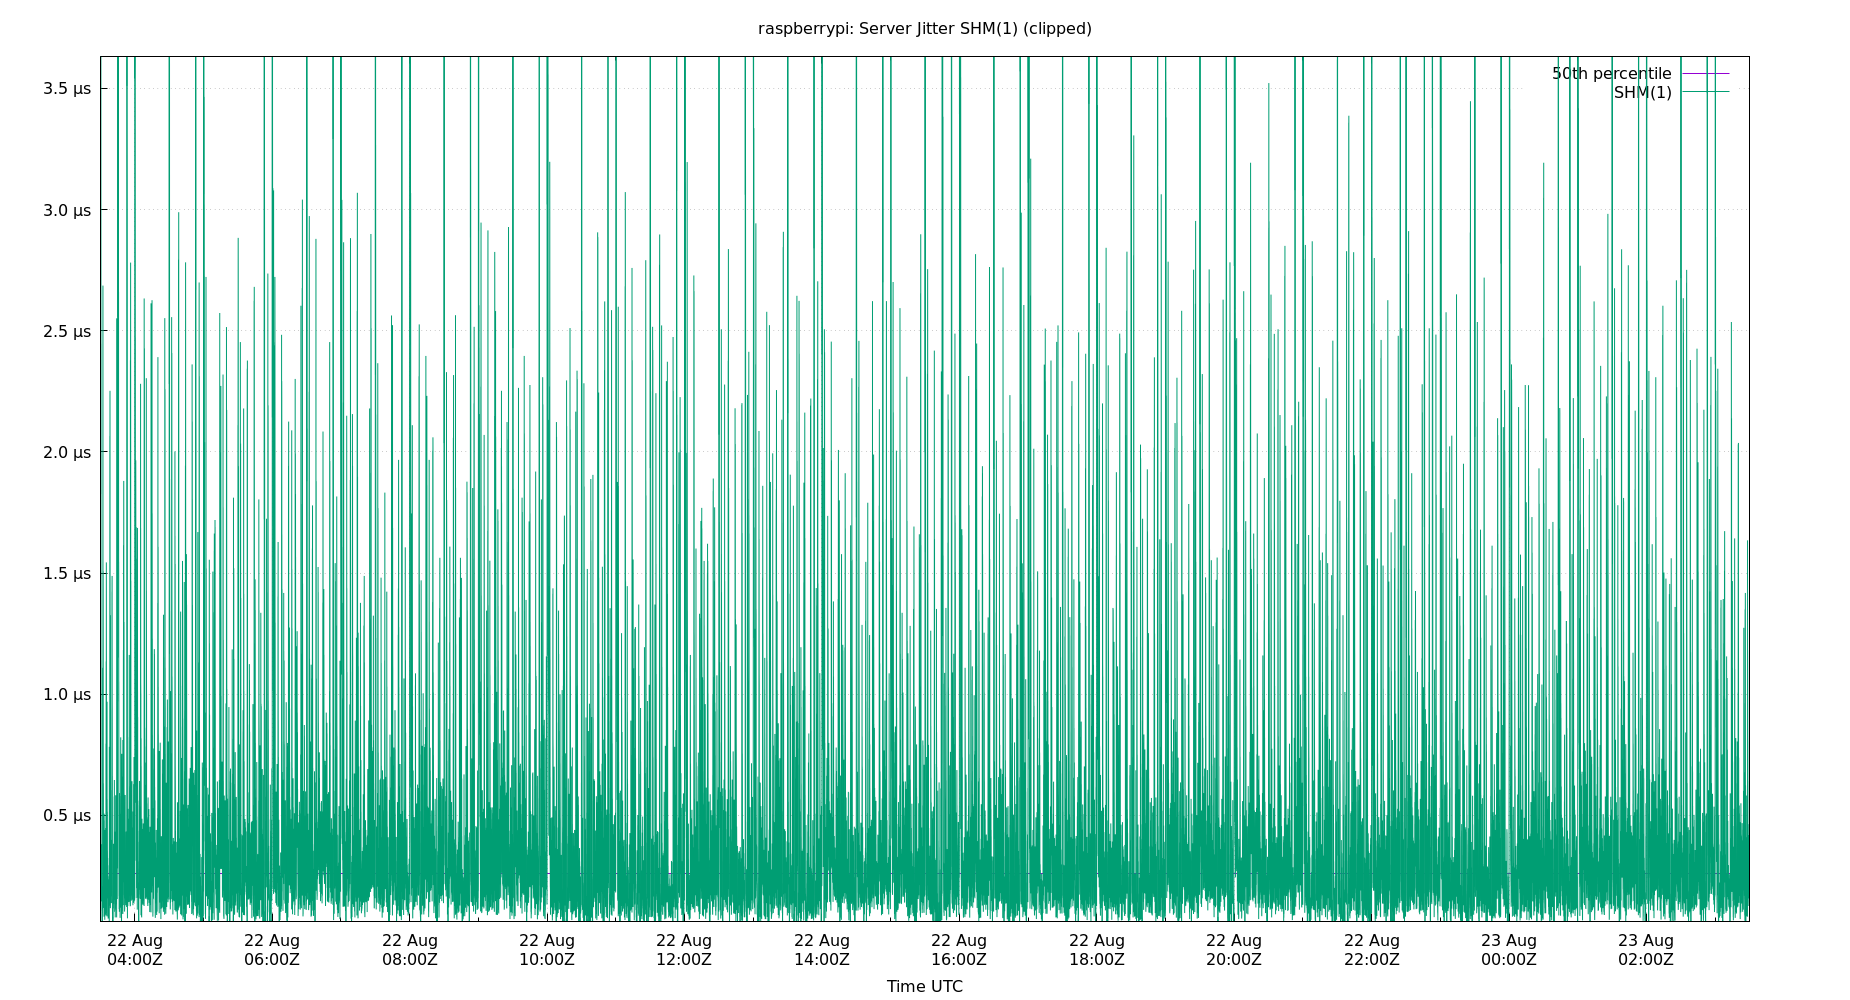 raspberrypi: Server Jitter SHM(1) (clipped)
50th percentile
SHM(1)
3.5 µs
3.0 µs
2.5 µs
2.0 µs
1.5 µs
1.0 µs
0.5 µs
22 Aug 22 Aug 22 Aug 22 Aug 22 Aug 22 Aug 22 Aug 22 Aug 22 Aug 22 Aug 23 Aug 23 Aug
04:00Z 06:00Z 08:00Z 10:00Z 12:00Z 14:00Z 16:00Z 18:00Z 20:00Z 22:00Z 00:00Z 02:00Z
Time UTC